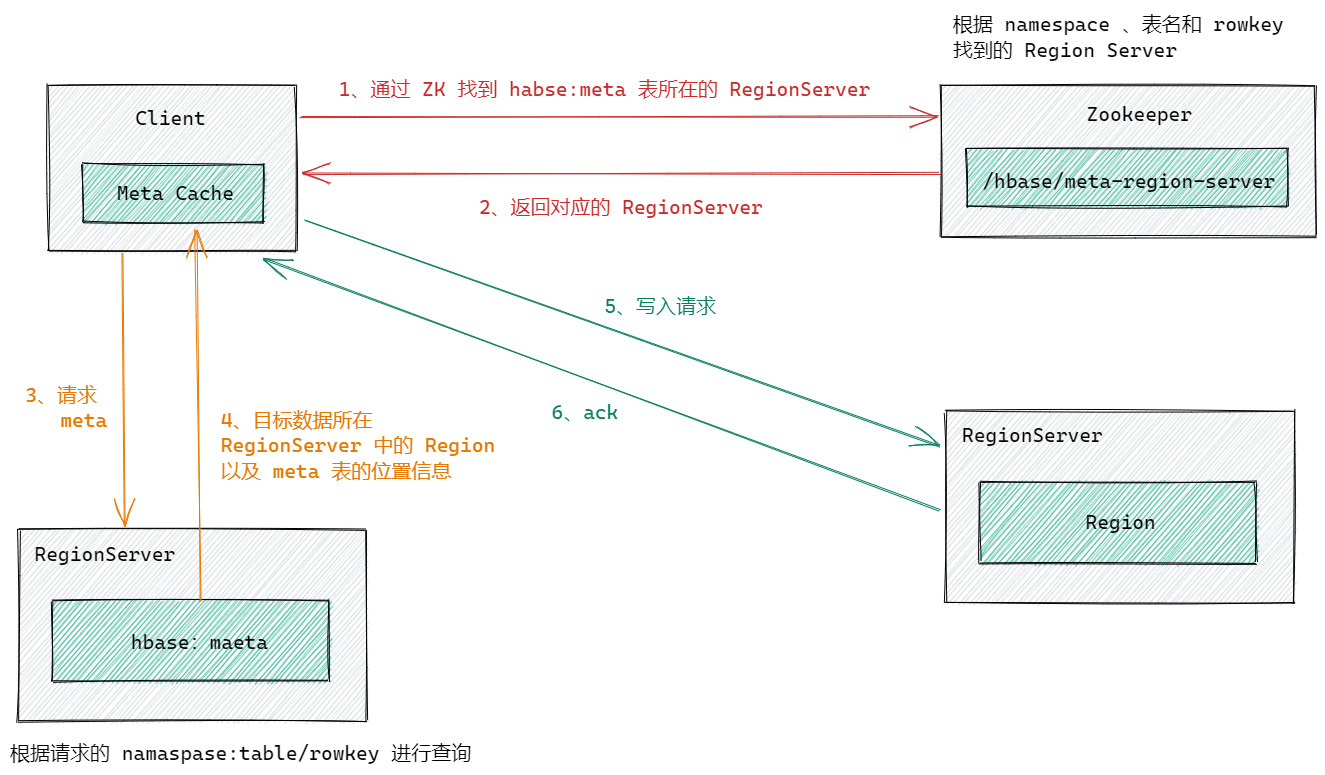 根据 namespace 、表名和 rowkey
找到的 Region Server
1、通过 ZK 找到 habse:meta 表所在的 RegionServer
Client
Zookeeper
Meta Cache
/hbase/meta-region-server
2、返回对应的 RegionServer
5、写入请求
3、请求
meta
4、目标数据所在
RegionServer 中的 Region
以及 meta 表的位置信息
6、ack
RegionServer
Region
RegionServer
hbase: maeta
根据请求的 namaspase:table/rowkey 进行查询